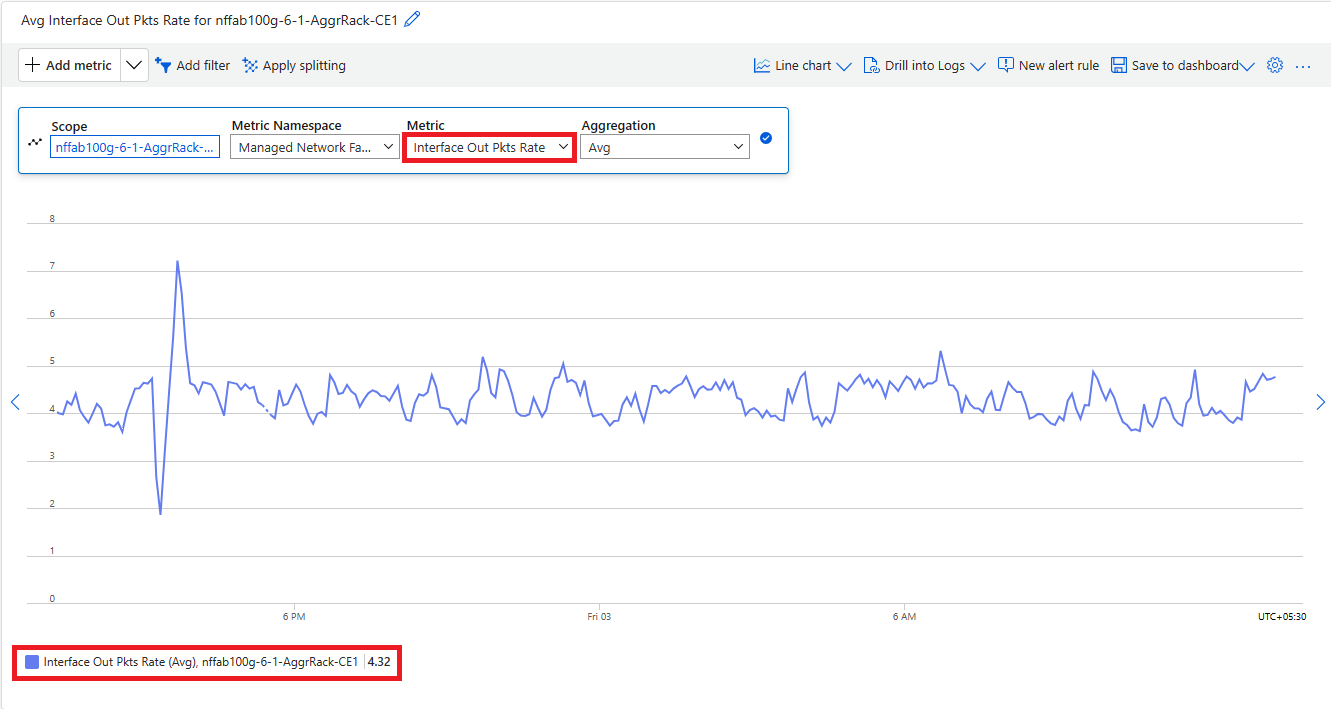 Avg Interface Out Pkts Rate for nffab100g-6-1-AggrRack-CE1
Add metric Add filter Apply splitting Line chart Drill into Logs New alert rule Save to dashboard ...
Scope Metric Namespace Metric Aggregation
nffab100g-6-1-AggrRack-... Managed Network Fa... Interface Out Pkts Rate Avg
8
7
6
5
4
3
2
1
0
6 PM Fri 03 6 AM UTC+05:30
Interface Out Pkts Rate (Avg), nffab100g-6-1-AggrRack-CE1 4.32